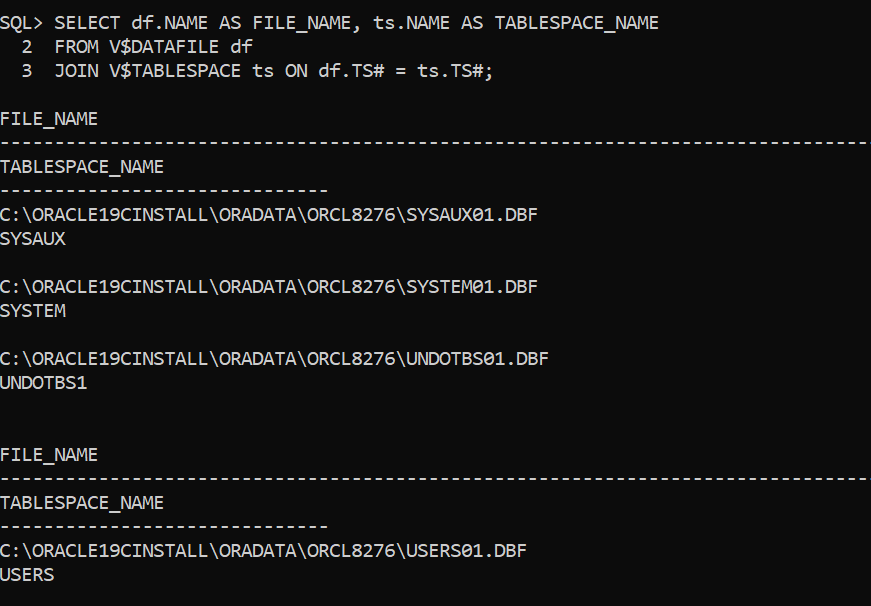 SQL> SELECT df.NAME AS FILE_NAME, ts.NAME AS TABLESPACE_NAME
  2  FROM V$DATAFILE df
  3  JOIN V$TABLESPACE ts ON df.TS# = ts.TS#;
FILE_NAME
--------------------------------------------------------------------------------
TABLESPACE_NAME
------------------------------
C:\ORACLE19CINSTALL\ORADATA\ORCL8276\SYSAUX01.DBF
SYSAUX
C:\ORACLE19CINSTALL\ORADATA\ORCL8276\SYSTEM01.DBF
SYSTEM
C:\ORACLE19CINSTALL\ORADATA\ORCL8276\UNDOTBS01.DBF
UNDOTBS1
FILE_NAME
--------------------------------------------------------------------------------
TABLESPACE_NAME
------------------------------
C:\ORACLE19CINSTALL\ORADATA\ORCL8276\USERS01.DBF
USERS